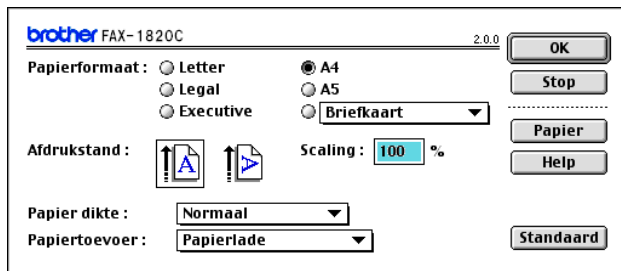 brother FAX-1820C 2.0.0
OK
Papierformaat: Letter A4
Legal A5
Stop
Executive Briefkaart
Papier
Afdrukstand: A A Scaling: 100 %
Help
Papier dikte: Normaal
Papiertoevoer: Papierlade
Standaard